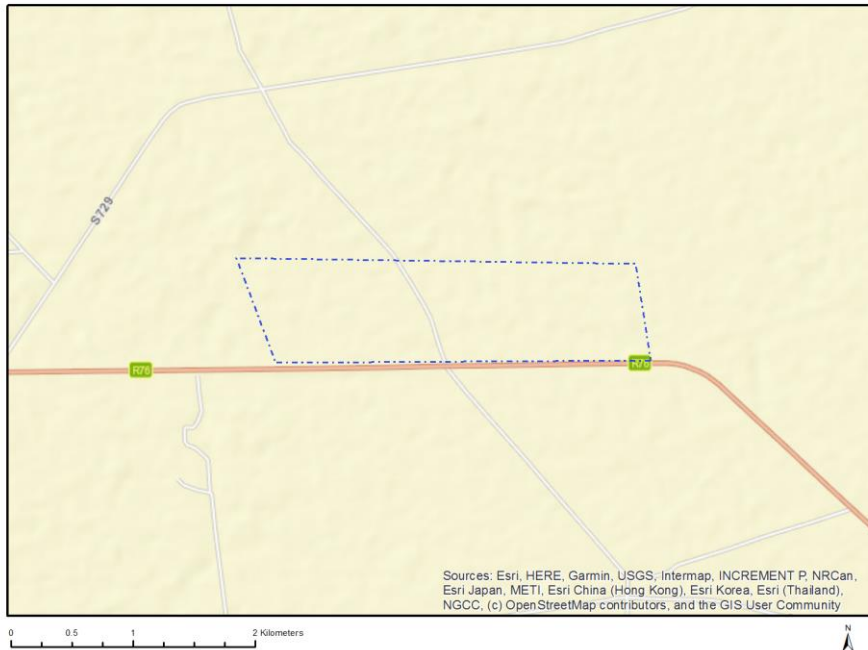 S729
R76
R76
Sources: Esri, HERE, Garmin, USGS, Intermap, INCREMENT P, NRCan,
Esri Japan, METI, Esri China (Hong Kong), Esri Korea, Esri (Thailand),
NGCC, (c) OpenStreetMap contributors, and the GIS User Community
0 0.5 1 2 Kilometers
N